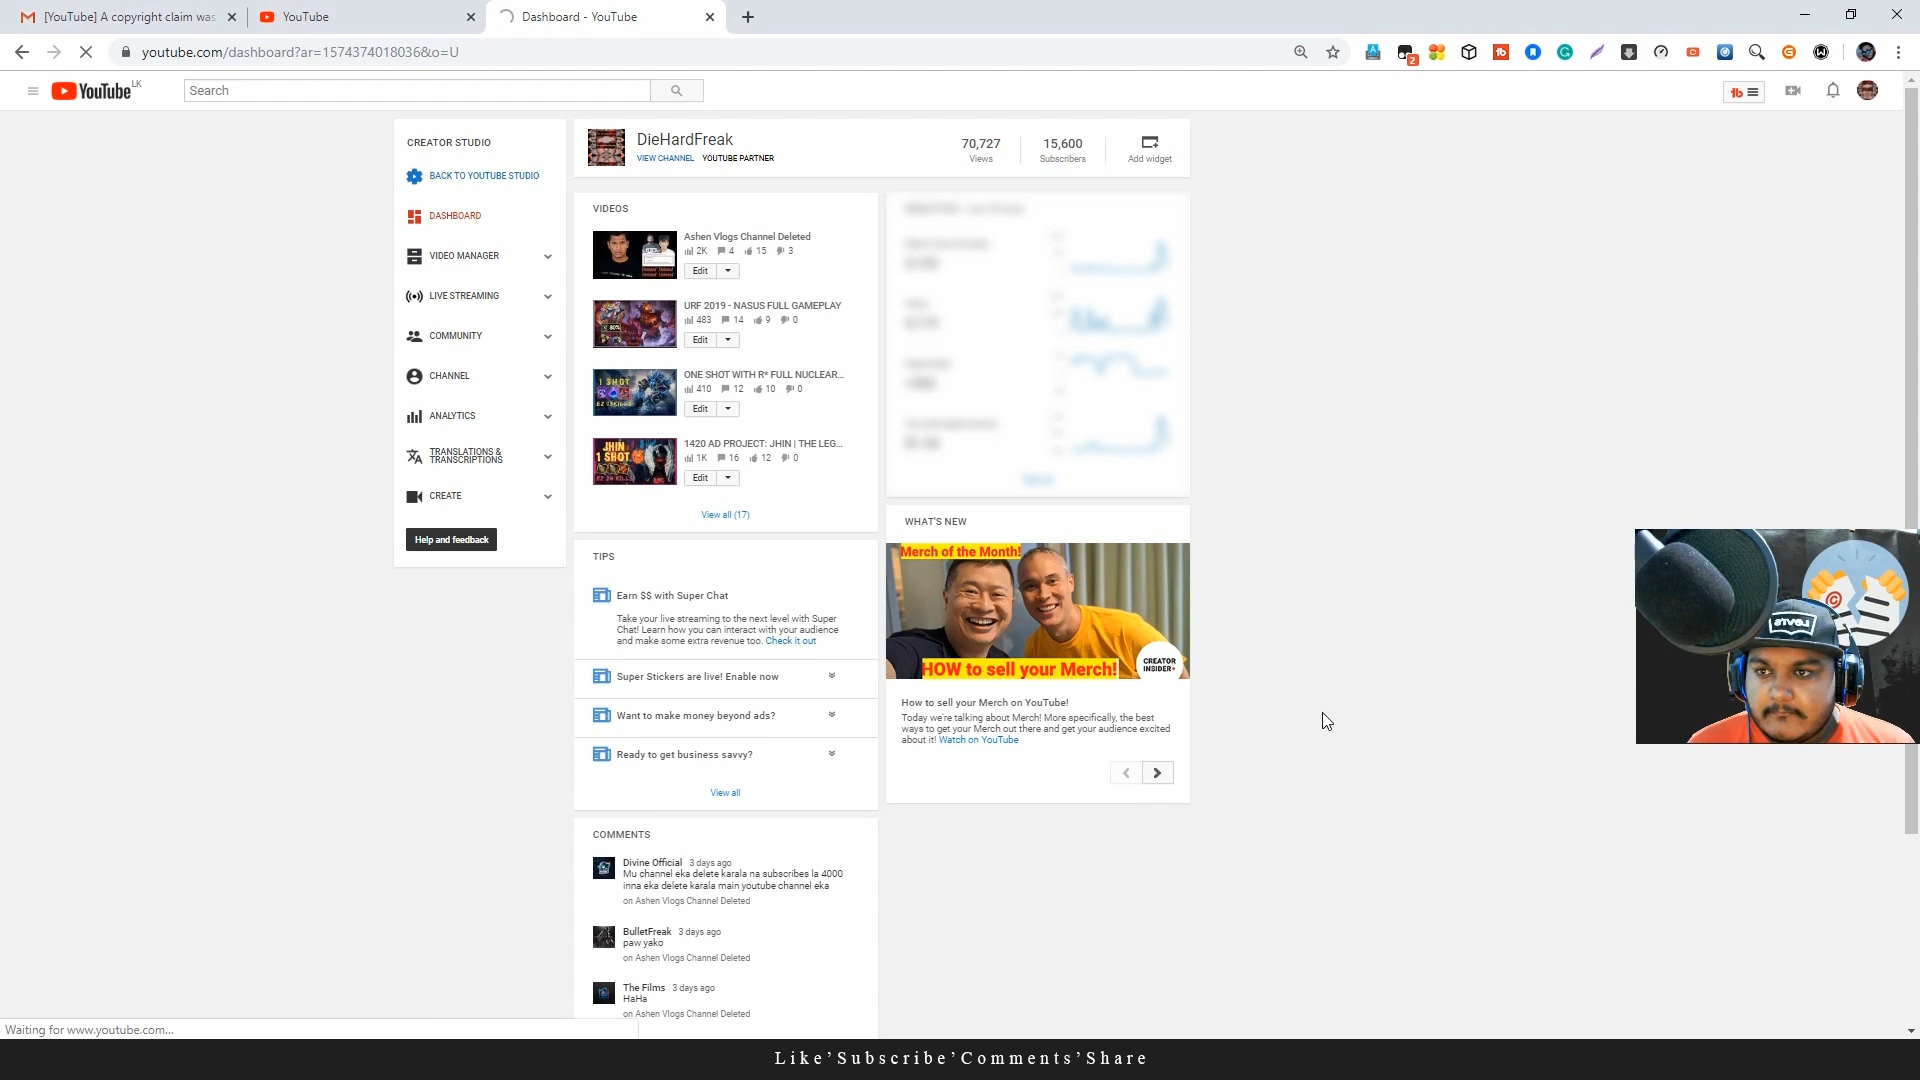 [YouTube] A copyright claim was
YouTube
Dashboard - YouTube
youtube.com/dashboard?ar=1574374018036&o=U
2
YouTube LK
Search
CREATOR STUDIO
BACK TO YOUTUBE STUDIO
DASHBOARD
VIDEO MANAGER
LIVE STREAMING
COMMUNITY
CHANNEL
ANALYTICS
TRANSLATIONS &
TRANSCRIPTIONS
CREATE
Help and feedback
DieHardFreak
VIEW CHANNEL YOUTUBE PARTNER
70,727
Views
15,600
Subscribers
Add widget
VIDEOS
Ashen Vlogs Channel Deleted
2K 4 15 3
Edit
URF 2019 - NASUS FULL GAMEPLAY
483 14 9 0
Edit
1 SHOT
ONE SHOT WITH R* FULL NUCLEAR...
410 12 10 0
Edit
JHIN
1 SHOT
1420 AD PROJECT: JHIN | THE LEG...
1K 16 12 0
Edit
View all (17)
TIPS
Earn $$ with Super Chat
Take your live streaming to the next level with Super
Chat! Learn how you can interact with your audience
and make some extra revenue too. Check it out
Super Stickers are live! Enable now
Want to make money beyond ads?
Ready to get business savvy?
View all
COMMENTS
Divine Official 3 days ago
Mu channel eka delete karala na subscribes la 4000
inna eka delete karala main youtube channel eka
on Ashen Vlogs Channel Deleted
BulletFreak 3 days ago
paw yako
on Ashen Vlogs Channel Deleted
The Films 3 days ago
HaHa
on Ashen Vlogs Channel Deleted
WHAT'S NEW
Merch of the Month!
HOW to sell your Merch!
CREATOR
INSIDER
How to sell your Merch on YouTube!
Today we're talking about Merch! More specifically, the best
ways to get your Merch out there and get your audience excited
about it! Watch on YouTube
Waiting for www.youtube.com...
Like'Subscribe'Comments'Share